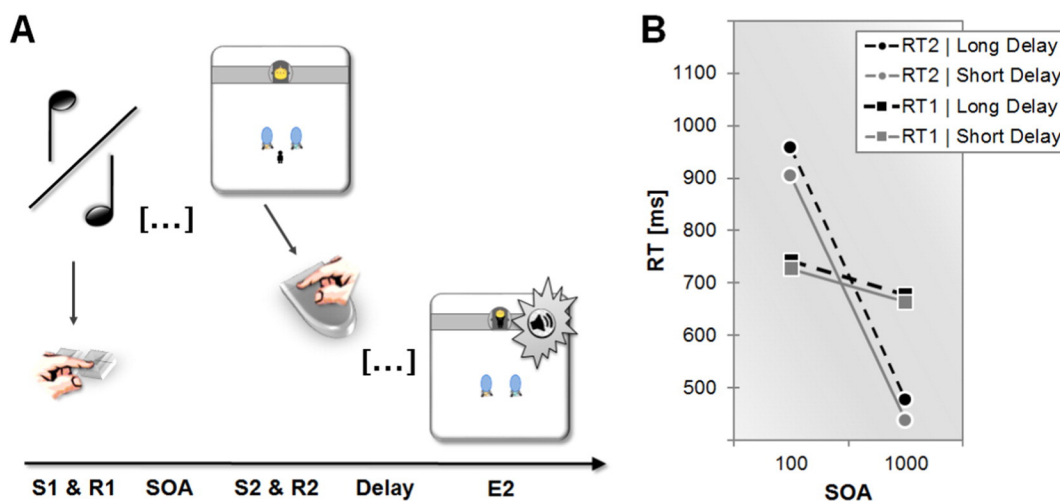 A
[...]
[...]
S1 & R1
SOA
S2 & R2
Delay
E2
B
RT2 | Long Delay
RT2 | Short Delay
RT1 | Long Delay
RT1 | Short Delay
RT [ms]
1100
1000
900
800
700
600
500
100
1000
SOA